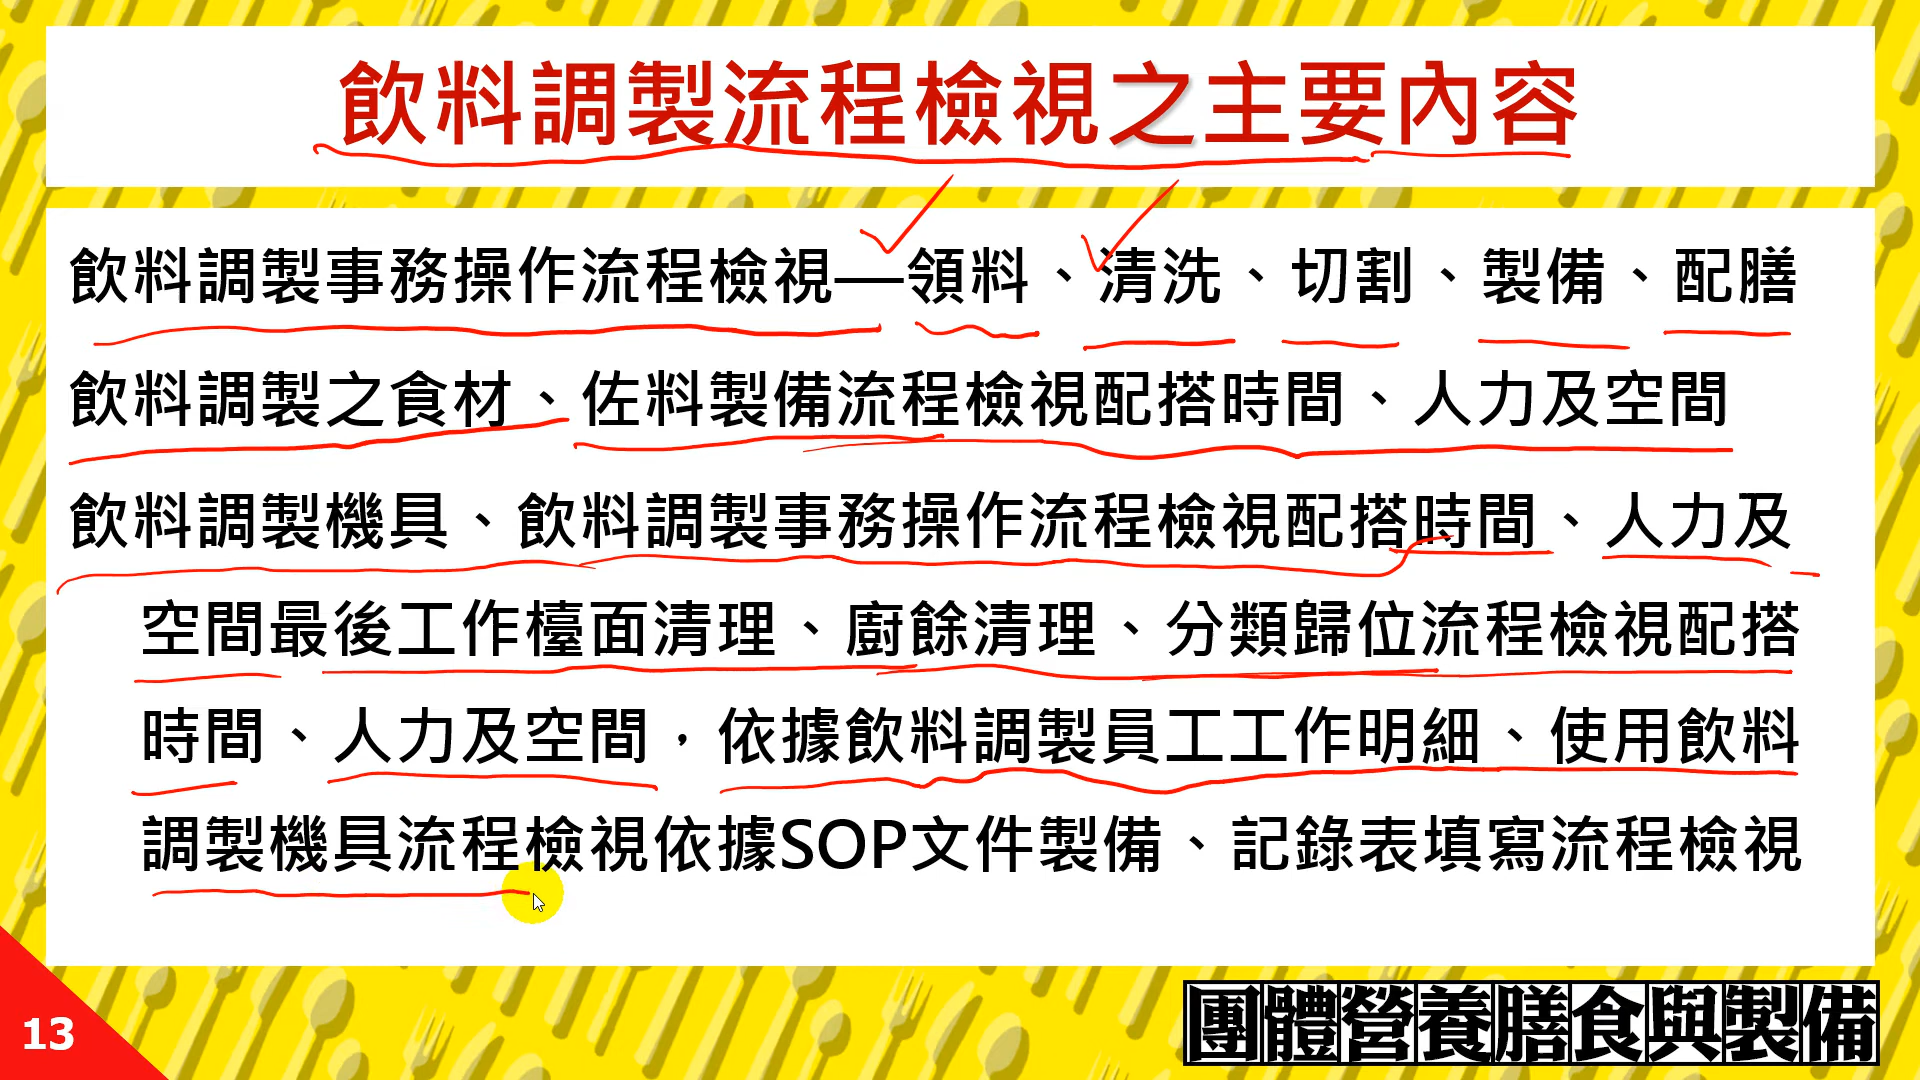 飲料調製流程檢視之主要內容
飲料調製事務操作流程檢視—領料、清洗、切割、製備、配膳
飲料調製之食材、佐料製備流程檢視配搭時間、人力及空間
飲料調製機具、飲料調製事務操作流程檢視配搭時間、人力及
空間最後工作檯面清理、廚餘清理、分類歸位流程檢視配搭
時間、人力及空間，依據飲料調製員工工作明細、使用飲料
調製機具流程檢視依據SOP文件製備、記錄表填寫流程檢視
13
團體營養膳食與製備